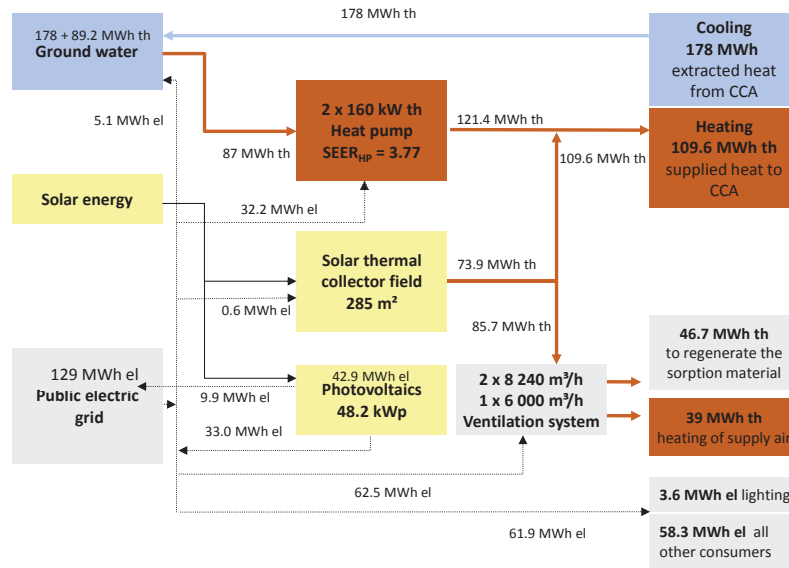 178 MWh th
178 + 89.2 MWh th
Ground water
Cooling
178 MWh
extracted heat
from CCA
5.1 MWh el
87 MWh th
2 x 160 kW th
Heat pump
SEER_HP = 3.77
121.4 MWh th
109.6 MWh th
Heating
109.6 MWh th
supplied heat to
CCA
Solar energy
32.2 MWh el
Solar thermal
collector field
285 m²
73.9 MWh th
0.6 MWh el
85.7 MWh th
129 MWh el
Public electric
grid
9.9 MWh el
33.0 MWh el
42.9 MWh el
Photovoltaics
48.2 kWp
2 x 8 240 m³/h
1 x 6 000 m³/h
Ventilation system
46.7 MWh th
to regenerate the
sorption material
39 MWh th
heating of supply air
62.5 MWh el
61.9 MWh el
3.6 MWh el lighting
58.3 MWh el all
other consumers